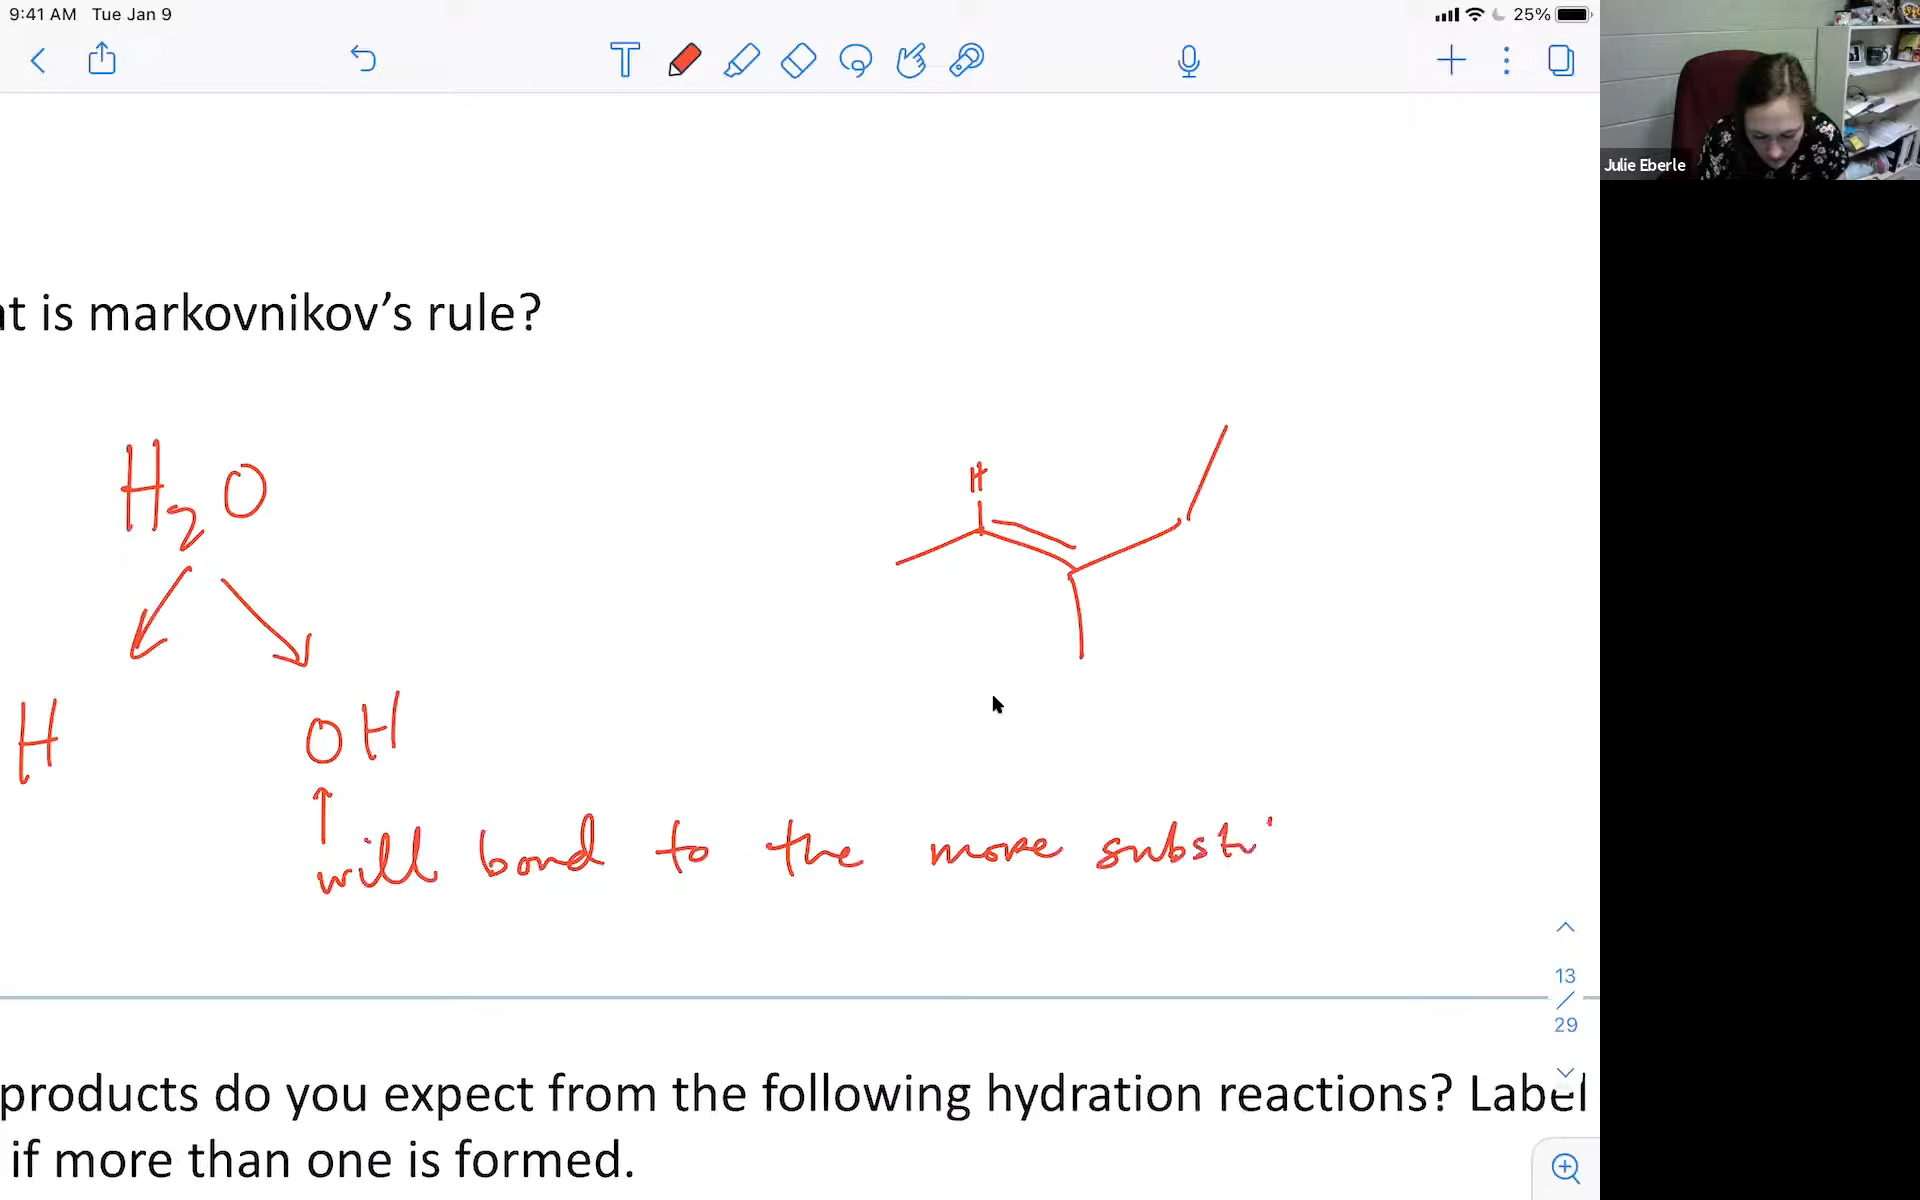 9:41 AM Tue Jan 9
25%
T
Julie Eberle
at is markovnikov's rule?
H
H₂O
H
OH
will bond to the more substi
13
/
29
products do you expect from the following hydration reactions? Label
if more than one is formed.